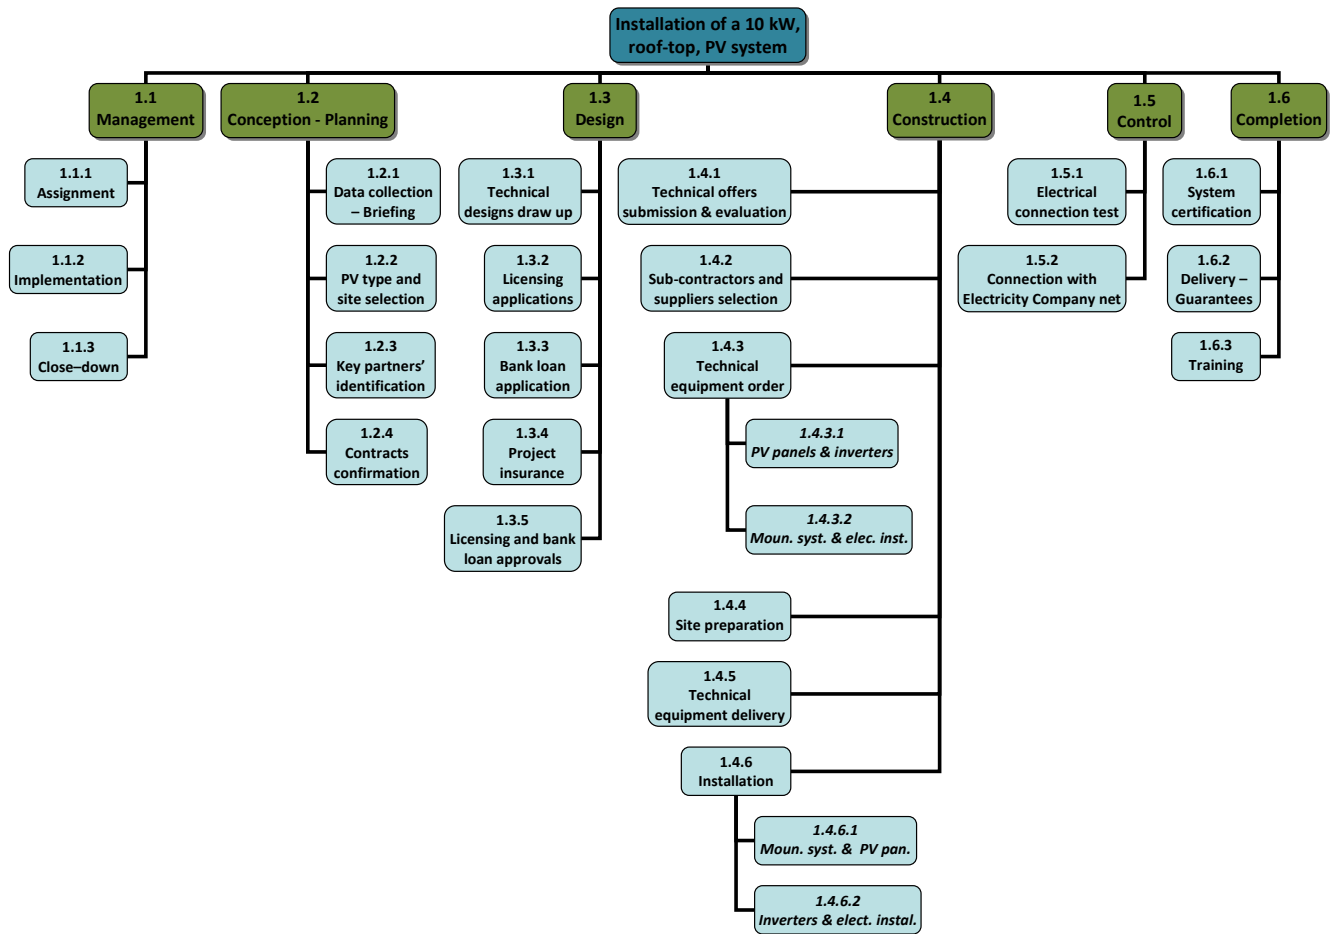 Installation of a 10 kW,
roof-top, PV system
1.1
Management
1.2
Conception - Planning
1.3
Design
1.4
Construction
1.5
Control
1.6
Completion
1.1.1
Assignment
1.1.2
Implementation
1.1.3
Close–down
1.2.1
Data collection
– Briefing
1.2.2
PV type and
site selection
1.2.3
Key partners’
identification
1.2.4
Contracts
confirmation
1.3.1
Technical
designs draw up
1.3.2
Licensing
applications
1.3.3
Bank loan
application
1.3.4
Project
insurance
1.3.5
Licensing and bank
loan approvals
1.4.1
Technical offers
submission & evaluation
1.4.2
Sub-contractors and
suppliers selection
1.4.3
Technical
equipment order
1.4.3.1
PV panels & inverters
1.4.3.2
Moun. syst. & elec. inst.
1.4.4
Site preparation
1.4.5
Technical
equipment delivery
1.4.6
Installation
1.4.6.1
Moun. syst. & PV pan.
1.4.6.2
Inverters & elect. instal.
1.5.1
Electrical
connection test
1.5.2
Connection with
Electricity Company net
1.6.1
System
certification
1.6.2
Delivery –
Guarantees
1.6.3
Training